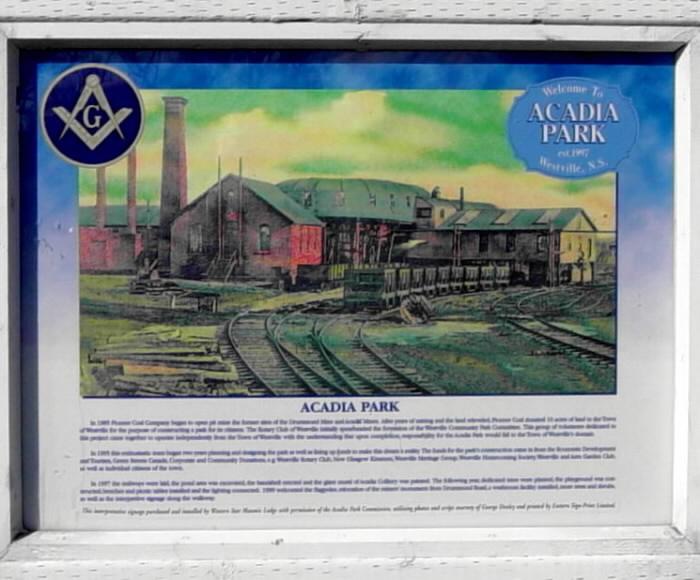 G
Welcome To
ACADIA
PARK
est. 1997
Westville, N.S.
ACADIA PARK
In 1985 Pioneer Coal Company began to open pit mine the former sites of the Drummond Mine and Acadia Mines. After years of mining and the land releveled, Pioneer Coal donated 10 acres of land to the Town
of Westville for the purpose of constructing a park for its citizens. The Rotary Club of Westville initially spearheaded the formation of the Westville Community Park Committee. This group of volunteers dedicated to
this project came together to operate independently from the Town of Westville with the understanding that upon completion, responsibility for the Acadia Park would fall to the Town of Westville's domain.
In 1995 this enthusiastic team began two years planning and designing the park as well as lining up funds to make this dream a reality. The funds for the park's construction came in from the Economic Development
and Tourism, Green Streets Canada, Corporate and Community Donations, e.g. Westville Rotary Club, New Glasgow Kinsmen, Westville Heritage Group, Westville Homecoming Society, Westville and Area Garden Club,
as well as individual citizens of the town.
In 1997 the walkways were laid, the pond area was excavated, the bandshell erected and the giant mural of Acadia Colliery was painted. The following year, dedicated trees were planted, the playground was con-
structed, benches and picnic tables installed and the lighting connected. 1999 welcomed the flagpoles, relocation of the miners' monument from Drummond Road, a washroom facility installed, more trees and shrubs,
as well as the interpretive signage along the walkway.
This interpretive signage purchased and installed by Western Star Masonic Lodge with permission of the Acadia Park Commission, utilizing photos and script courtesy of George Dooley and printed by Eastern Sign-Print Limited.